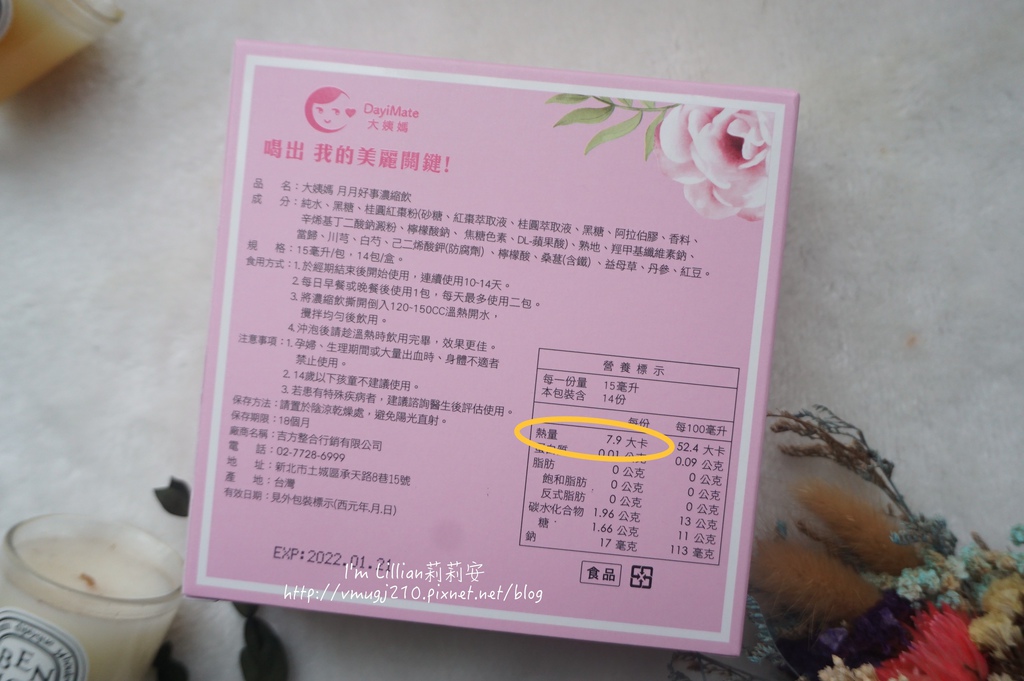 DayiMate
大姨媽
喝出 我的美麗關鍵!
品 名：大姨媽 月月好事濃縮飲
成 分：純水、黑糖、桂圓紅棗粉(砂糖、紅棗萃取液、桂圓萃取液、黑糖、阿拉伯膠、香料、
辛烯基丁二酸鈉澱粉、檸檬酸鈉、焦糖色素、DL-蘋果酸)、熟地、羥甲基纖維素鈉、
當歸、川芎、白芍、己二烯酸鉀(防腐劑)、檸檬酸、桑葚(含鐵)、益母草、丹參、紅豆。
規 格：15毫升/包，14包/盒。
食用方式：1.於經期結束後開始使用，連續使用10-14天。
2.每日早餐或晚餐後使用1包，每天最多使用二包。
3.將濃縮飲撕開倒入120-150CC溫熱開水，
攪拌均勻後飲用。
4.沖泡後請趁溫熱時飲用完畢，效果更佳。
注意事項：1.孕婦、生理期間或大量出血時、身體不適者
禁止使用。
2.14歲以下孩童不建議使用。
3.若患有特殊疾病者，建議諮詢醫生後評估使用。
保存方法：請置於陰涼乾燥處，避免陽光直射。
保存期限：18個月
廠商名稱：吉方整合行銷有限公司
電 話：02-7728-6999
地 址：新北市土城區承天路8巷15號
產 地：台灣
有效日期：見外包裝標示(西元年.月.日)
營養標示
每一份量 15毫升
本包裝含 14份
每份 每100毫升
熱量 7.9 大卡 52.4 大卡
蛋白質 0.01 公克 0.09 公克
脂肪 0 公克 0 公克
飽和脂肪 0 公克 0 公克
反式脂肪 0 公克 0 公克
碳水化合物 1.96 公克 13 公克
糖 1.66 公克 11 公克
鈉 17 毫克 113 毫克
食品
EXP:2022.01.21
I'm Lillian莉莉安
http://vmugj210.pixnet.net/blog
BEN